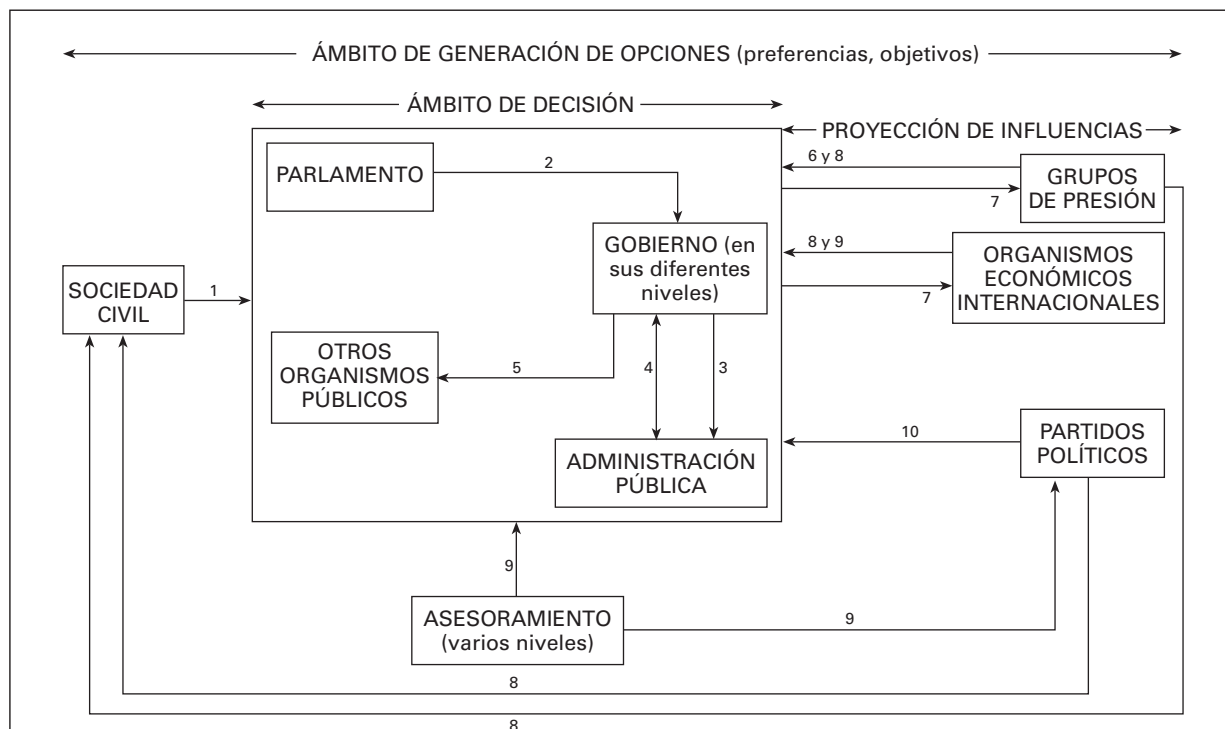 ÁMBITO DE GENERACIÓN DE OPCIONES (preferencias, objetivos)
ÁMBITO DE DECISIÓN
PROYECCIÓN DE INFLUENCIAS
PARLAMENTO
2
6 y 8
7
GRUPOS
DE PRESIÓN
GOBIERNO (en
sus diferentes
niveles)
8 y 9
7
ORGANISMOS
ECONÓMICOS
INTERNACIONALES
SOCIEDAD
CIVIL
1
OTROS
ORGANISMOS
PÚBLICOS
5
4
3
ADMINISTRACIÓN
PÚBLICA
10
PARTIDOS
POLÍTICOS
9
ASESORAMIENTO
(varios niveles)
9
8
8